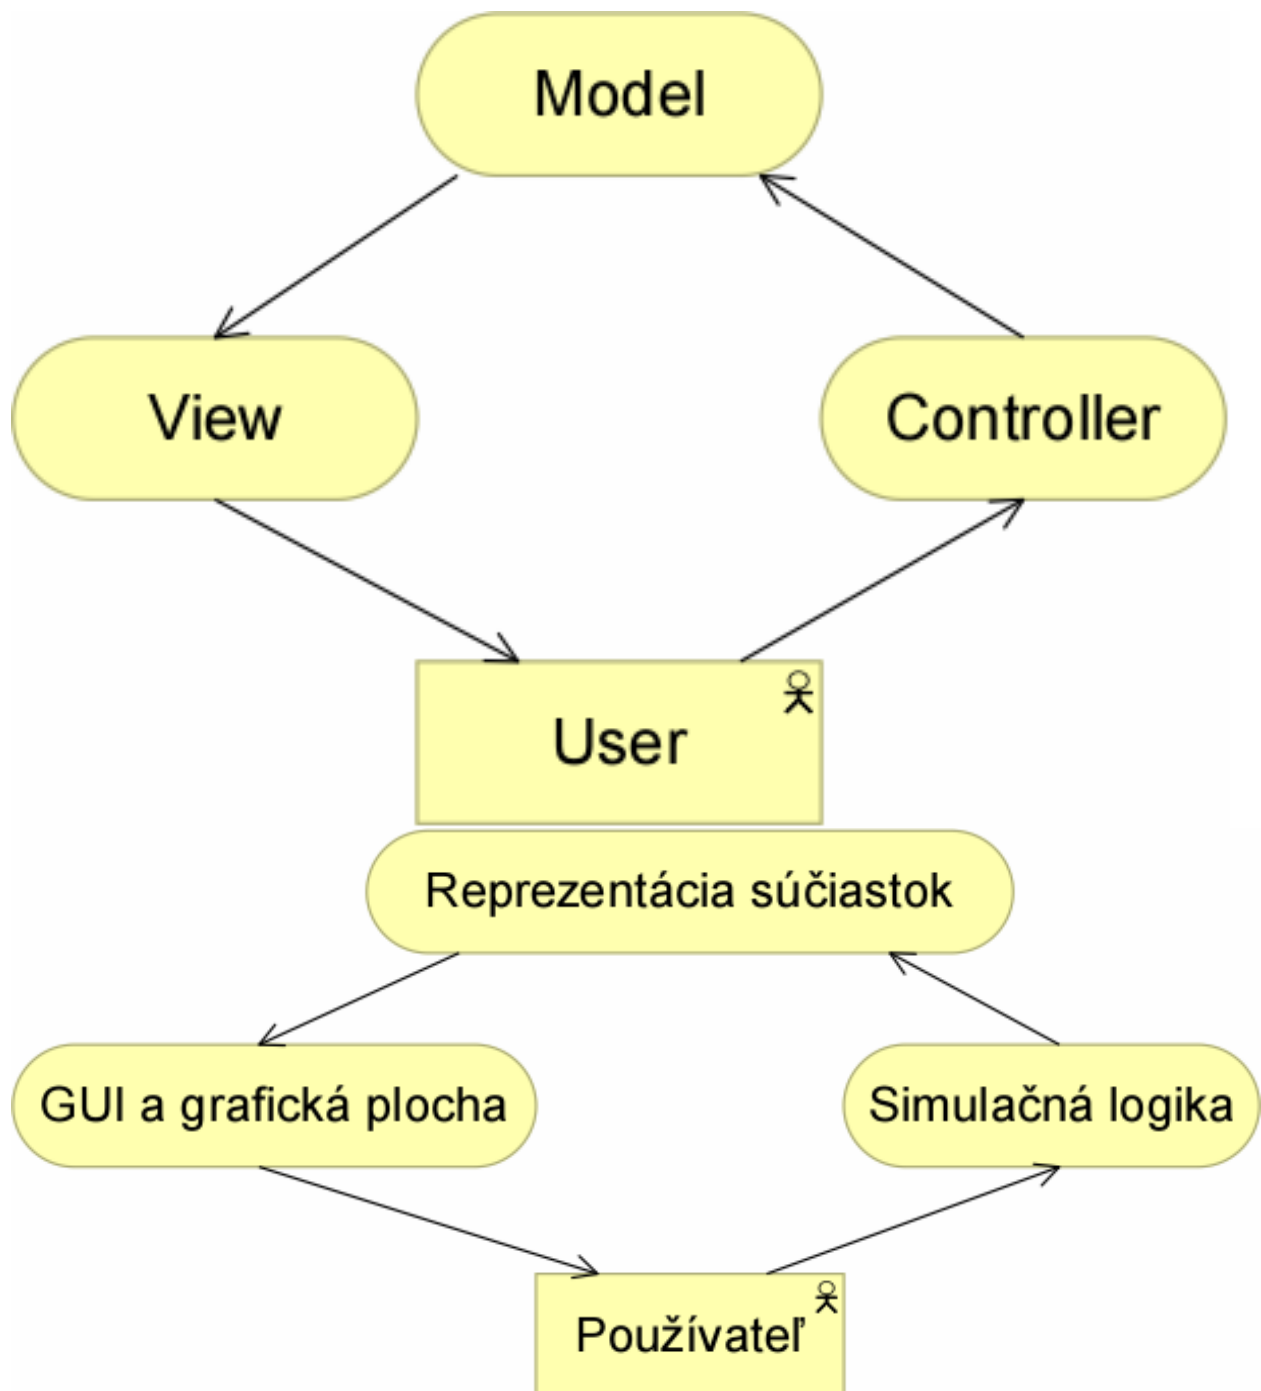 Model
View
Controller
User
Reprezentácia súčiastok
GUI a grafická plocha
Simulačná logika
Používateľ